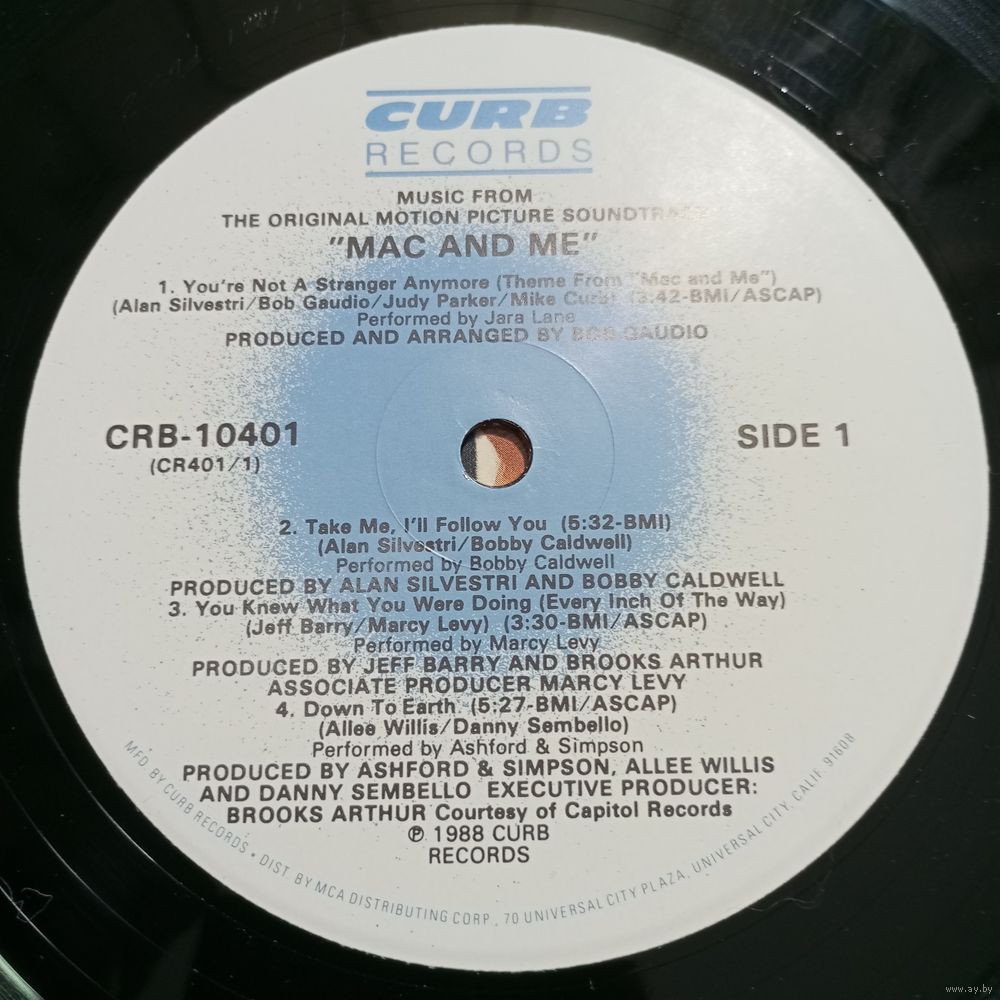 CURB
RECORDS
MUSIC FROM
THE ORIGINAL MOTION PICTURE SOUNDTRACK
"MAC AND ME"
1. You're Not A Stranger Anymore (Theme From "Mac and Me")
(Alan Silvestri/Bob Gaudio/Judy Parker/Mike Curb) (3:42-BMI/ASCAP)
Performed by Jara Lane
PRODUCED AND ARRANGED BY BOB GAUDIO
CRB-10401
(CR401/1)
SIDE 1
2. Take Me, I'll Follow You (5:32-BMI)
(Alan Silvestri/Bobby Caldwell)
Performed by Bobby Caldwell
PRODUCED BY ALAN SILVESTRI AND BOBBY CALDWELL
3. You Knew What You Were Doing (Every Inch Of The Way)
(Jeff Barry/Marcy Levy) (3:30-BMI/ASCAP)
Performed by Marcy Levy
PRODUCED BY JEFF BARRY AND BROOKS ARTHUR
ASSOCIATE PRODUCER MARCY LEVY
4. Down To Earth (5:27-BMI/ASCAP)
(Allee Willis/Danny Sembello)
Performed by Ashford & Simpson
PRODUCED BY ASHFORD & SIMPSON, ALLEE WILLIS
AND DANNY SEMBELLO EXECUTIVE PRODUCER:
BROOKS ARTHUR Courtesy of Capitol Records
℗ 1988 CURB
RECORDS
MFD BY CURB RECORDS • DIST. BY MCA DISTRIBUTING CORP., 70 UNIVERSAL CITY PLAZA, UNIVERSAL CITY, CALIF. 91608
www.ay.by